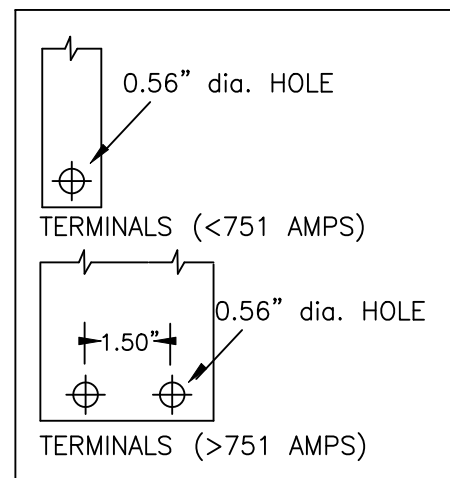 0.56” dia. HOLE
TERMINALS (<751 AMPS)
0.56” dia. HOLE
1.50”
TERMINALS (>751 AMPS)